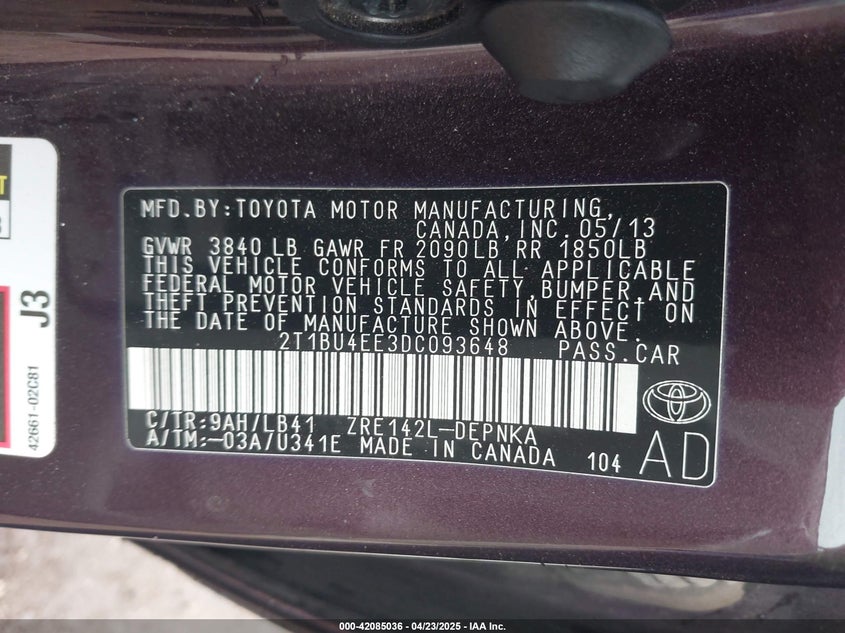 MFD.BY:TOYOTA MOTOR MANUFACTURING,
CANADA, INC. 05/13
GVWR 3840 LB GAWR FR 2090LB RR 1850LB
THIS VEHICLE CONFORMS TO ALL APPLICABLE
FEDERAL MOTOR VEHICLE SAFETY, BUMPER, AND
THEFT PREVENTION STANDARDS IN EFFECT ON
THE DATE OF MANUFACTURE SHOWN ABOVE.
2T1BU4EE3DC093648 PASS.CAR
C/TR:9AH/LB41 ZRE142L-DEPNKA
A/TM:-03A/U341E MADE IN CANADA 104
AD
J3
42661-02C81
000-42085036 - 04/23/2025 - IAA Inc.